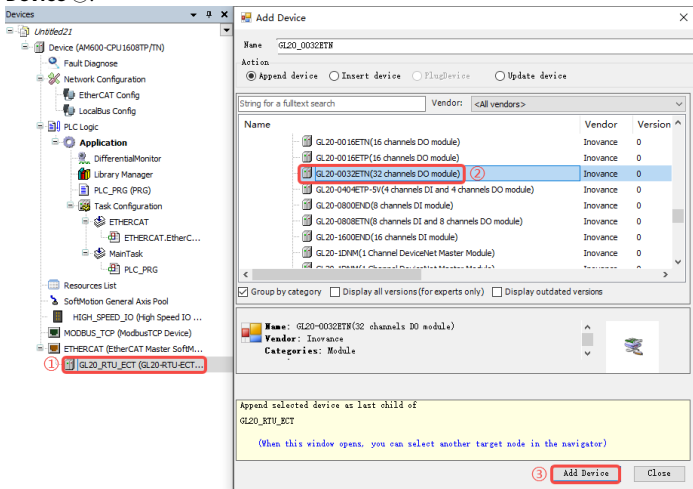 Devices
Untitled21
Device (AM600-CPU1608TP/TN)
Fault Diagnose
Network Configuration
EtherCAT Config
LocalBus Config
PLC Logic
Application
DifferentialMonitor
Library Manager
PLC_PRG (PRG)
Task Configuration
ETHERCAT
ETHERCAT.EtherC...
MainTask
PLC_PRG
Resources List
SoftMotion General Axis Pool
HIGH_SPEED_IO (High Speed IO ...
MODBUS_TCP (ModbusTCP Device)
ETHERCAT (EtherCAT Master SoftM...
① GL20_RTU_ECT (GL20-RTU-ECT...
Add Device
Name GL20_0032ETN
Action
Append device Insert device PlugDevice Update device
String for a fulltext search Vendor: <All vendors>
Name Vendor Version
GL20-0016ETN(16 channels DO module) Inovance 0
GL20-0016ETP(16 channels DO module) Inovance 0
GL20-0032ETN(32 channels DO module) ② Inovance 0
GL20-0404ETP-5V(4 channels DI and 4 channels DO module) Inovance 0
GL20-0800END(8 channels DI module) Inovance 0
GL20-0808ETN(8 channels DI and 8 channels DO module) Inovance 0
GL20-1600END(16 channels DI module) Inovance 0
GL20-1DNM(1 Channel DeviceNet Master Module) Inovance 0
Group by category Display all versions(for experts only) Display outdated versions
Name: GL20-0032ETN(32 channels DO module)
Vendor: Inovance
Categories: Module
Append selected device as last child of
GL20_RTU_ECT
(When this window opens, you can select another target node in the navigator)
③ Add Device Close